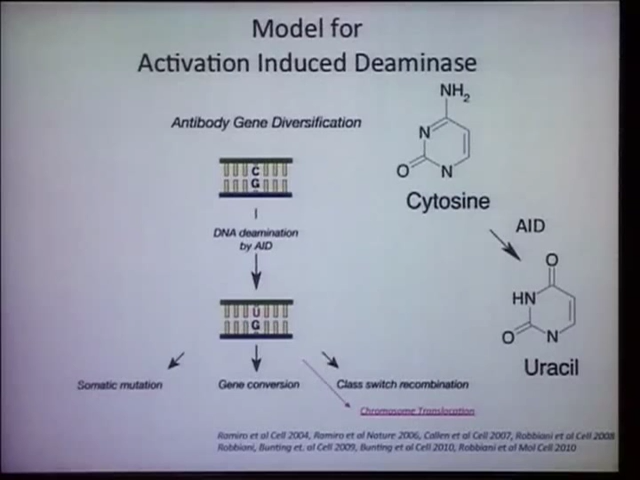 Model for
Activation Induced Deaminase
Antibody Gene Diversification
NH2
N
O
N
Cytosine
C
G
DNA deamination
by AID
AID
O
HN
O
N
Uracil
U
G
Somatic mutation
Gene conversion
Class switch recombination
Chromosome Translocation
Ramiro et al Cell 2004, Ramiro et al Nature 2006, Callen et al Cell 2007, Robbiani et al Cell 2008
Robbiani, Bunting et. al Cell 2009, Bunting et al Cell 2010, Robbiani et al Mol Cell 2010